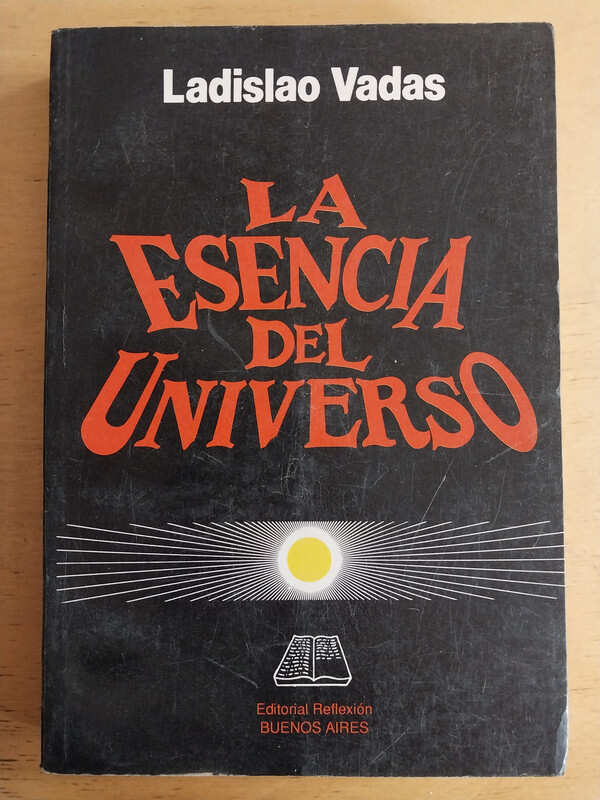 Ladislao Vadas
LA
ESENCIA
DEL
UNIVERSO
Editorial Reflexión
BUENOS AIRES